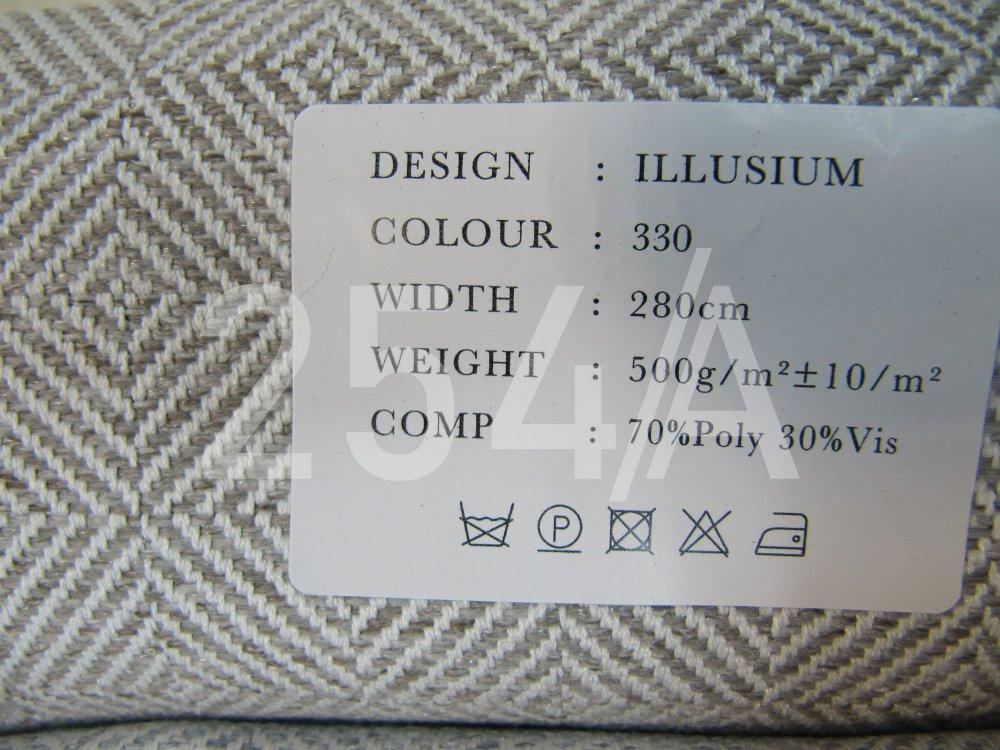 DESIGN : ILLUSIUM
COLOUR : 330
WIDTH : 280cm
WEIGHT : 500g/m²±10/m²
COMP : 70%Poly 30%Vis
P
254/A